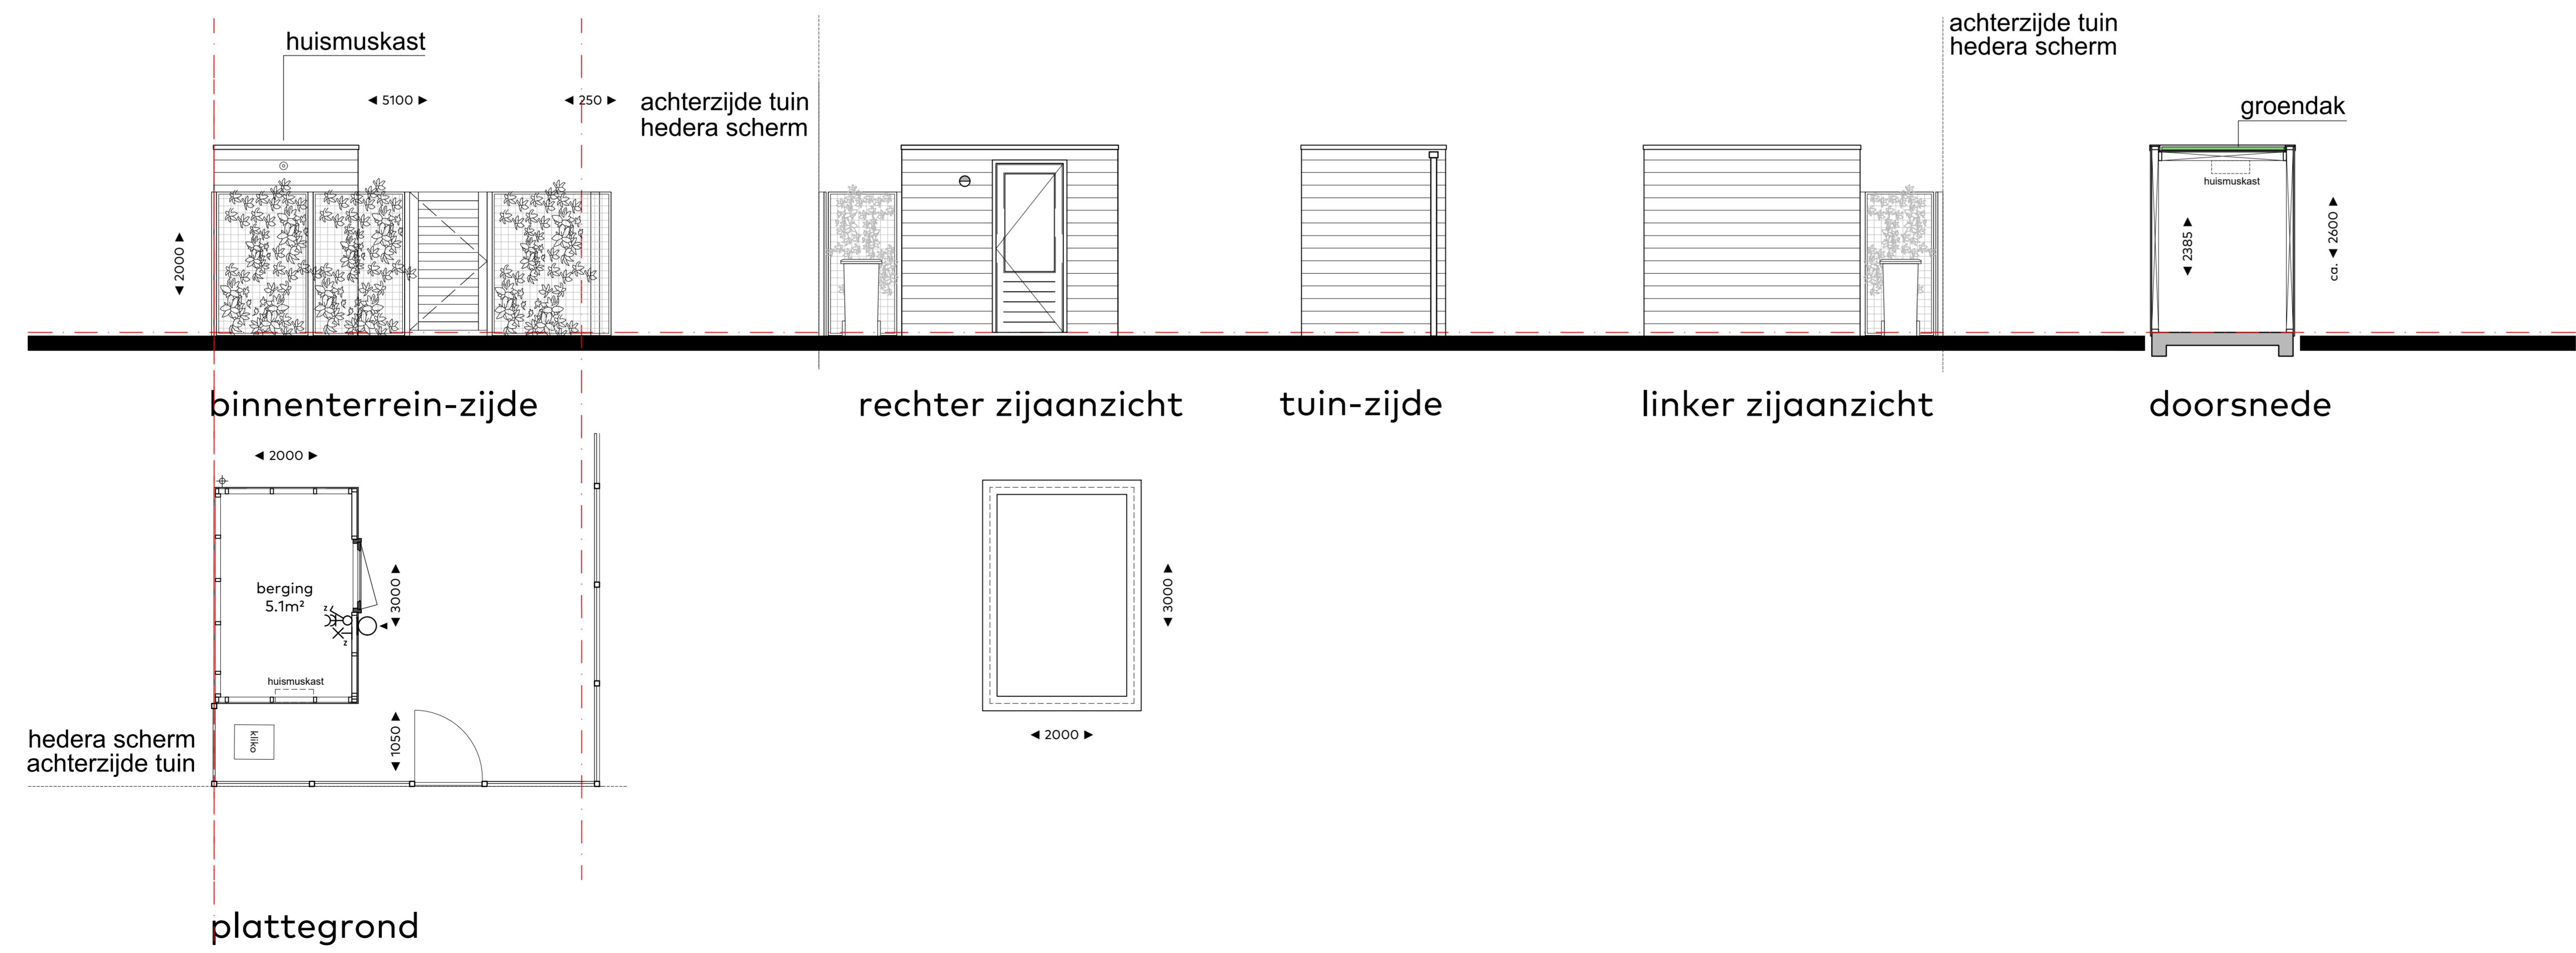 huismuskast
5100
250
achterzijde tuin
hedera scherm
achterzijde tuin
hedera scherm
groendak
huismuskast
2000
2385
ca. 2600
binnenterrein-zijde
rechter zijaanzicht
tuin-zijde
linker zijaanzicht
doorsnede
2000
berging
5.1m²
z
z
3000
huismuskast
1050
kliko
hedera scherm
achterzijde tuin
3000
2000
plattegrond